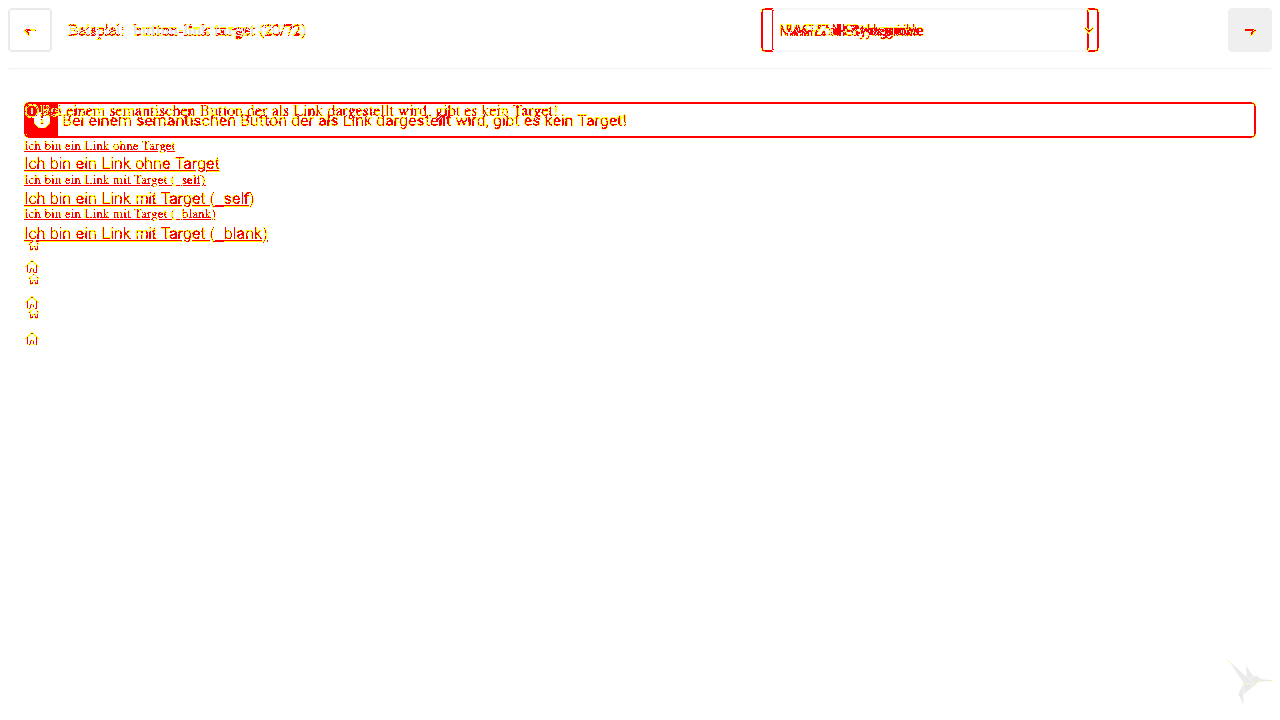 ← Beispiel: button-link target (20/72) →
Bei einem semantischen Button der als Link dargestellt wird, gibt es kein Target!
Bei einem semantischen Button der als Link dargestellt wird, gibt es kein Target!
Ich bin ein Link ohne Target
Ich bin ein Link ohne Target
Ich bin ein Link mit Target (_self)
Ich bin ein Link mit Target (_self)
Ich bin ein Link mit Target (_blank)
Ich bin ein Link mit Target (_blank)